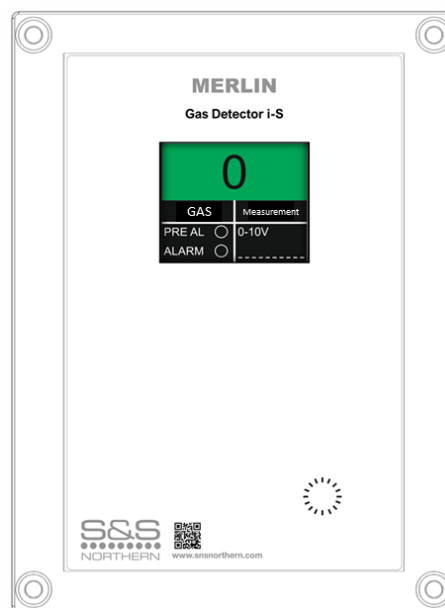 MERLIN
Gas Detector i-S
0
GAS Measurement
PRE AL 0-10V
ALARM
S&S
NORTHERN www.snsnorthern.com